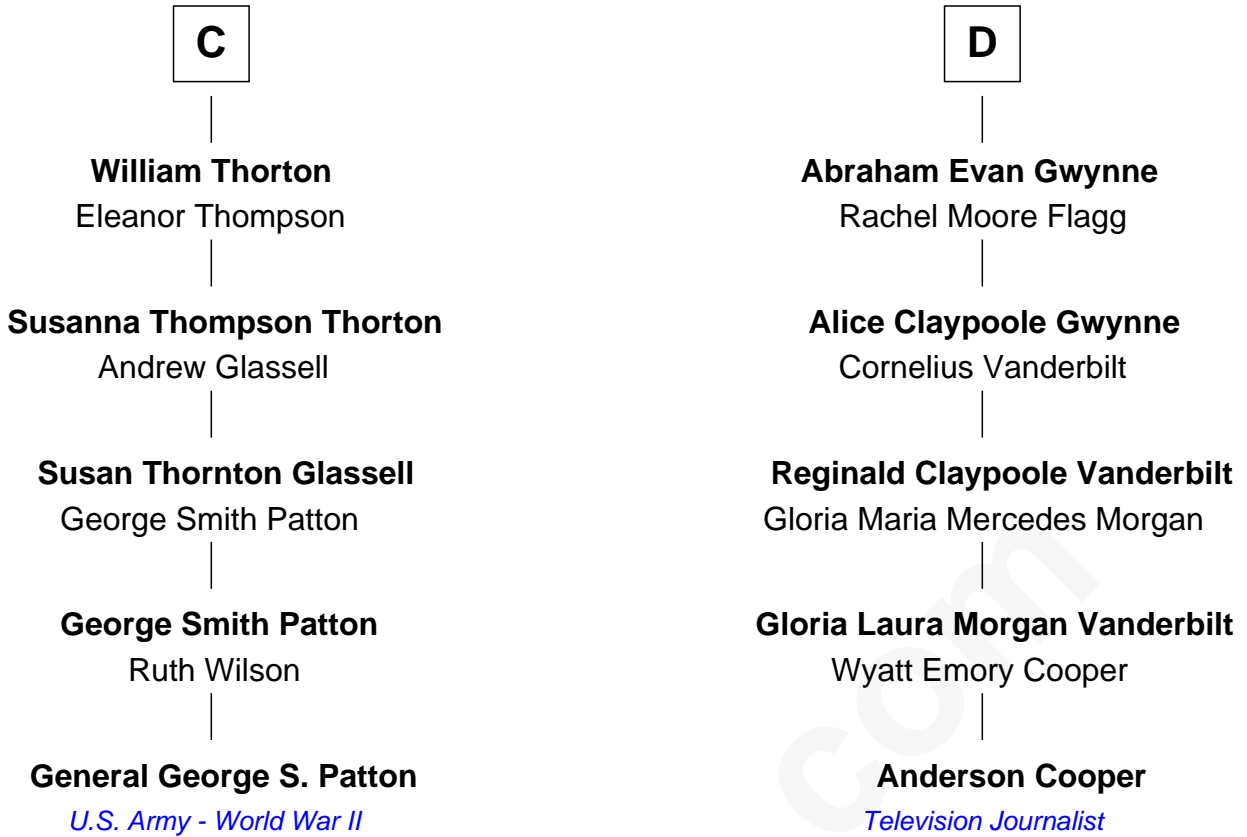 C
William Thorton
Eleanor Thompson
Susanna Thompson Thorton
Andrew Glassell
Susan Thornton Glassell
George Smith Patton
George Smith Patton
Ruth Wilson
General George S. Patton
U.S. Army - World War II
D
Abraham Evan Gwynne
Rachel Moore Flagg
Alice Claypoole Gwynne
Cornelius Vanderbilt
Reginald Claypoole Vanderbilt
Gloria Maria Mercedes Morgan
Gloria Laura Morgan Vanderbilt
Wyatt Emory Cooper
Anderson Cooper
Television Journalist
com